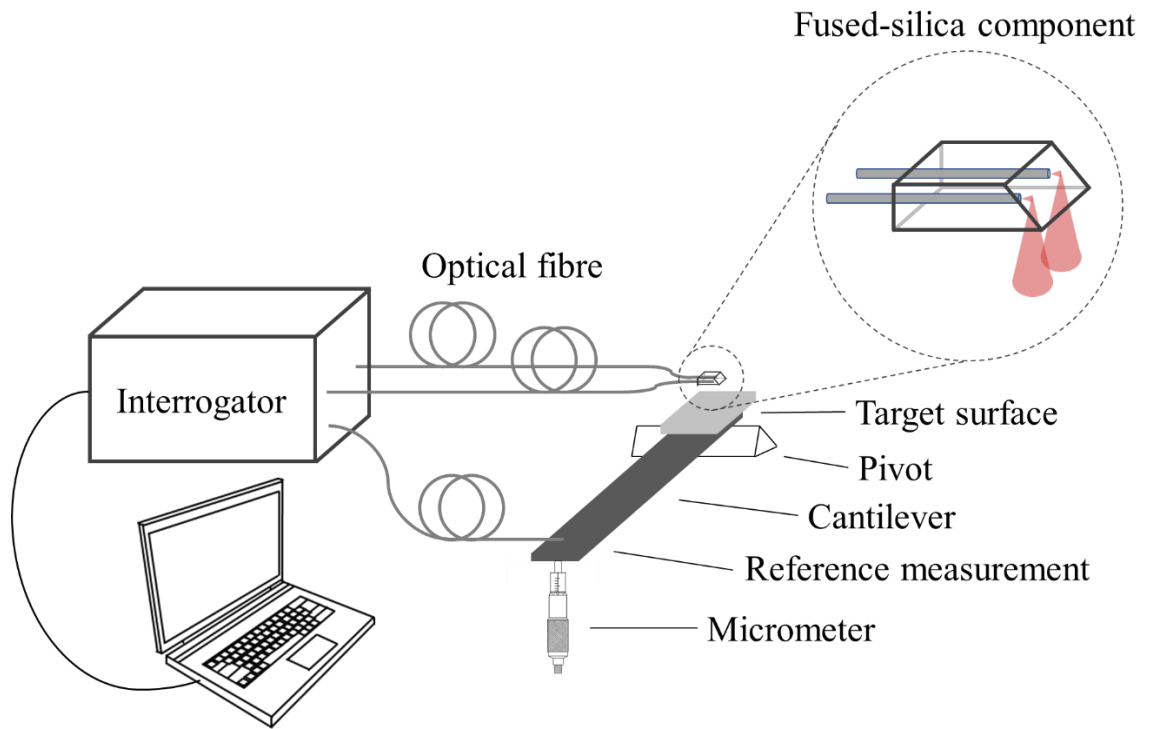 Fused-silica component
Optical fibre
Interrogator
Target surface
Pivot
Cantilever
Reference measurement
Micrometer